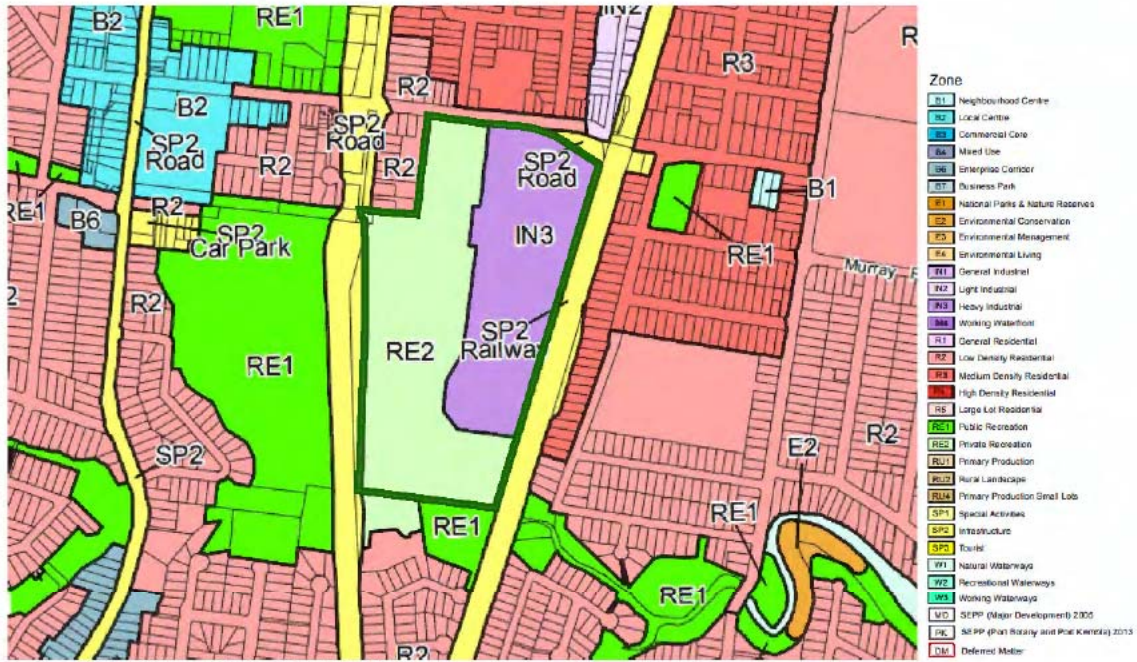 B2
RE1
IN2
R3
R
R2
B2
SP2
Road
SP2
Road
R2
R2
SP2
Road
B1
RE1
B6
R2
SP2
Car Park
IN3
RE1
Murray
2
R2
SP2
Railway
RE2
RE1
E2
R2
SP2
RE1
RE1
RE1
R2
Zone
B1 Neighbourhood Centre
B2 Local Centre
B3 Commercial Core
B4 Mixed Use
B6 Enterprise Corridor
B7 Business Park
E1 National Parks & Nature Reserves
E2 Environmental Conservation
E3 Environmental Management
E4 Environmental Living
IN1 General Industrial
IN2 Light Industrial
IN3 Heavy Industrial
Working Waterfront
R1 General Residential
R2 Low Density Residential
R3 Medium Density Residential
High Density Residential
R5 Large Lot Residential
RE1 Public Recreation
RE2 Private Recreation
RU1 Primary Production
RU2 Rural Landscape
RU4 Primary Production Small Lots
SP1 Special Activities
SP2 Infrastructure
SP3 Tourist
W1 Natural Waterways
W2 Recreational Waterways
W3 Working Waterways
MD SEPP (Major Development) 2005
PK SEPP (Port Botany and Port Kembla) 2013
DM Deferred Matter